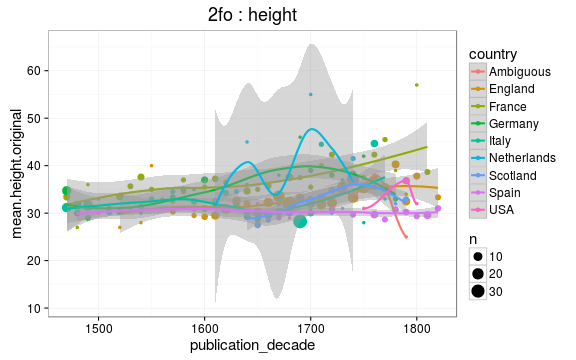 2fo : height
mean.height.original
60
50
40
30
20
10
1500
1600
1700
1800
publication_decade
country
Ambiguous
England
France
Germany
Italy
Netherlands
Scotland
Spain
USA
n
10
20
30